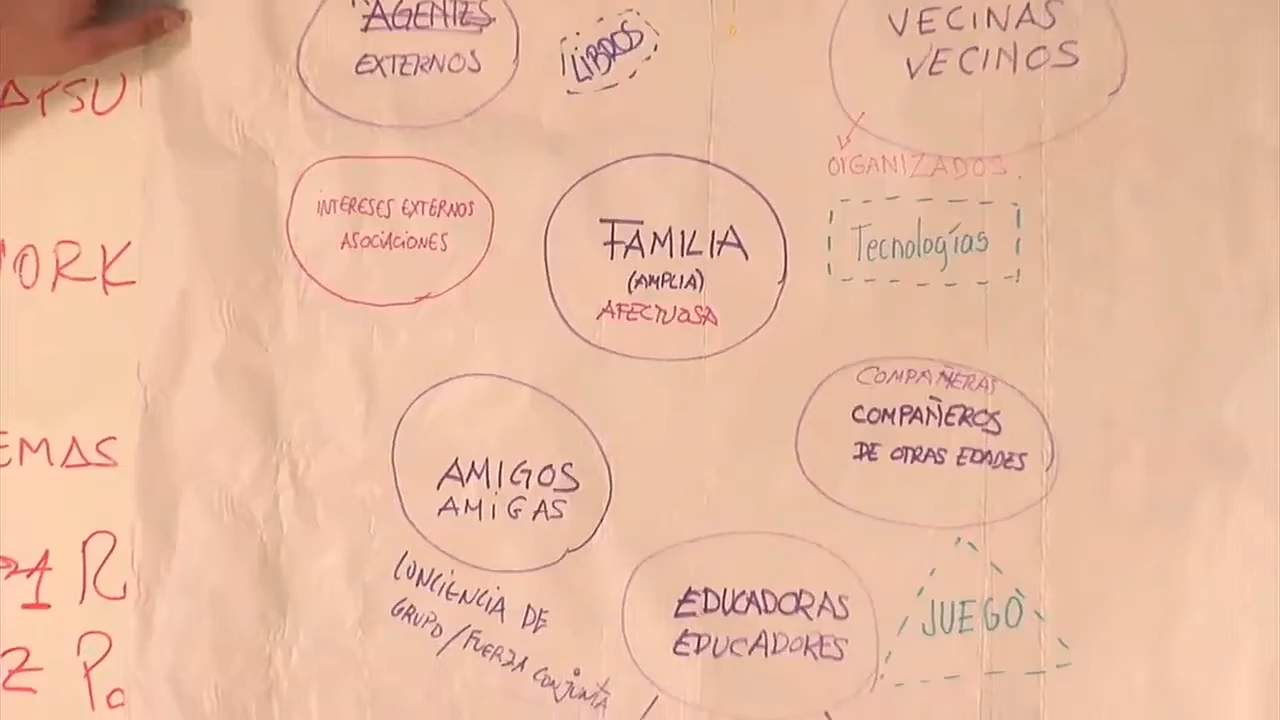 AGENTES
EXTERNOS
LIBROS
VECINAS
VECINOS
ORGANIZADOS.
INTERESES EXTERNOS
ASOCIACIONES
FAMILIA
(AMPLIA)
AFECTUOSA
Tecnologías
COMPAÑERAS
COMPAÑEROS
DE OTRAS EDADES
AMIGOS
AMIGAS
CONCIENCIA DE
GRUPO / FUERZA CONJUNTA
EDUCADORAS
EDUCADORES
JUEGO
ORK
EMAS